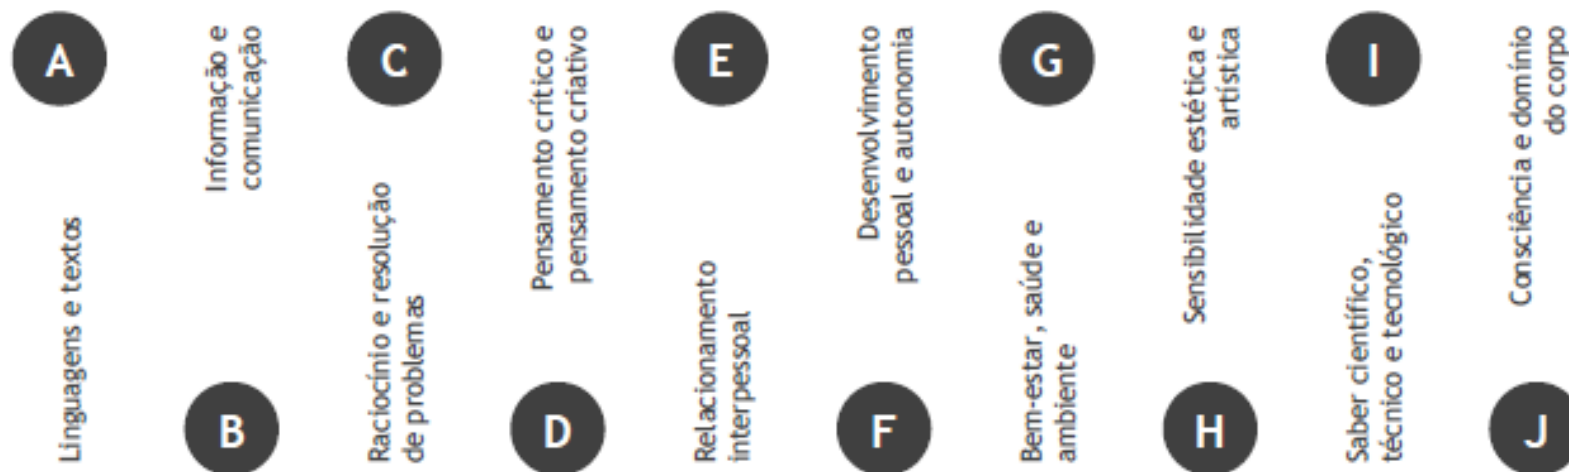 A
Linguagens e textos
B
Informação e
comunicação
C
Raciocínio e resolução
de problemas
D
Pensamento crítico e
pensamento criativo
E
Relacionamento
interpessoal
F
Desenvolvimento
pessoal e autonomia
G
Bem-estar, saúde e
ambiente
H
Sensibilidade estética e
artística
I
Saber científico,
técnico e tecnológico
J
Consciência e domínio
do corpo